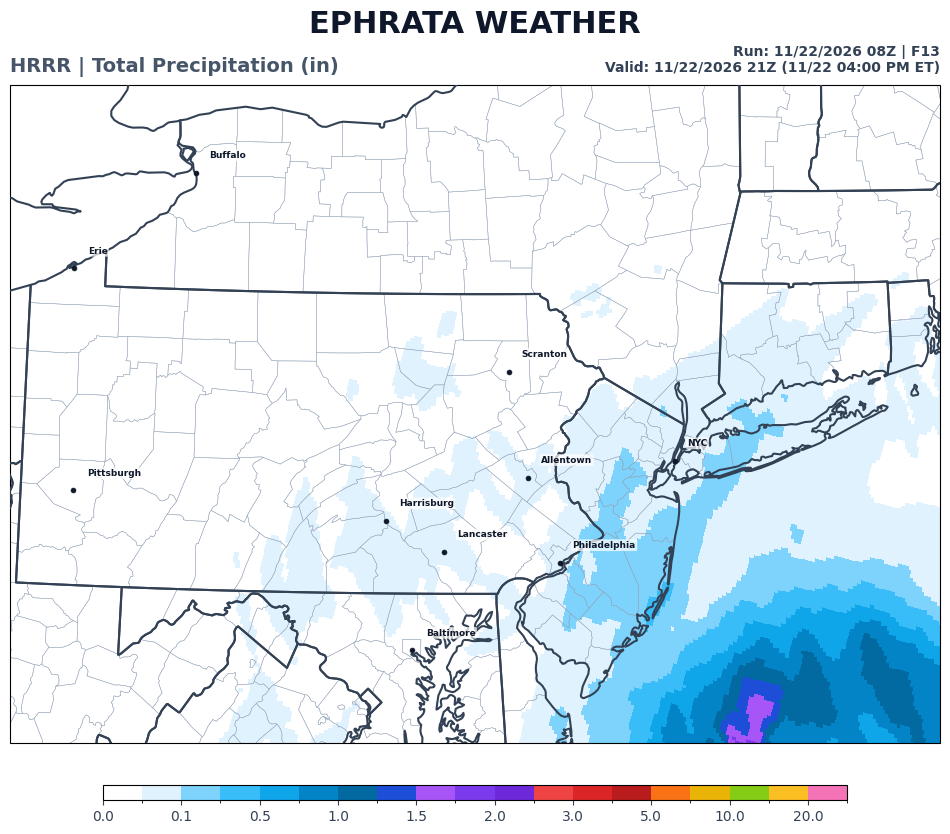 EPHRATA WEATHER
HRRR | Total Precipitation (in)
Run: 11/22/2026 08Z | F13
Valid: 11/22/2026 21Z (11/22 04:00 PM ET)
Buffalo
Erie
Scranton
NYC
Allentown
Pittsburgh
Harrisburg
Lancaster
Philadelphia
Baltimore
0.0 0.1 0.5 1.0 1.5 2.0 3.0 5.0 10.0 20.0